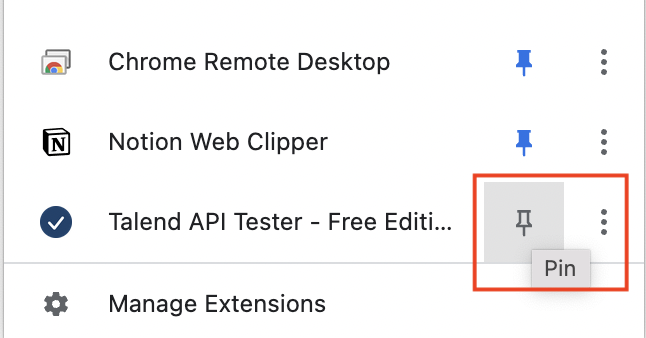 Chrome Remote Desktop
N Notion Web Clipper
Talend API Tester - Free Editi...
Pin
Manage Extensions